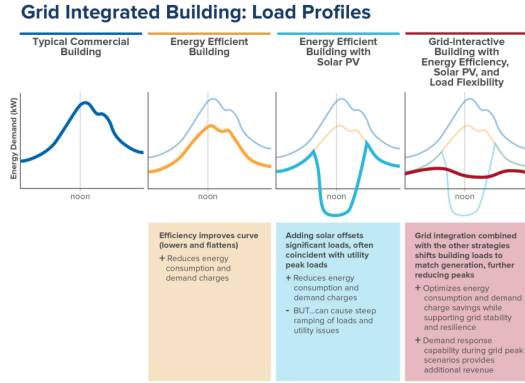 Grid Integrated Building: Load Profiles
Typical Commercial
Building
Energy Efficient
Building
Energy Efficient
Building with
Solar PV
Grid-interactive
Building with
Energy Efficiency,
Solar PV, and
Load Flexibility
Energy Demand (kW)
noon
noon
noon
noon
Efficiency improves curve
(lowers and flattens)
+ Reduces energy
consumption and
demand charges
Adding solar offsets
significant loads, often
coincident with utility
peak loads
+ Reduces energy
consumption and
demand charges
- BUT...can cause steep
ramping of loads and
utility issues
Grid integration combined
with the other strategies
shifts building loads to
match generation, further
reducing peaks
+ Optimizes energy
consumption and demand
charge savings while
supporting grid stability
and resilience
+ Demand response
capability during grid peak
scenarios provides
additional revenue